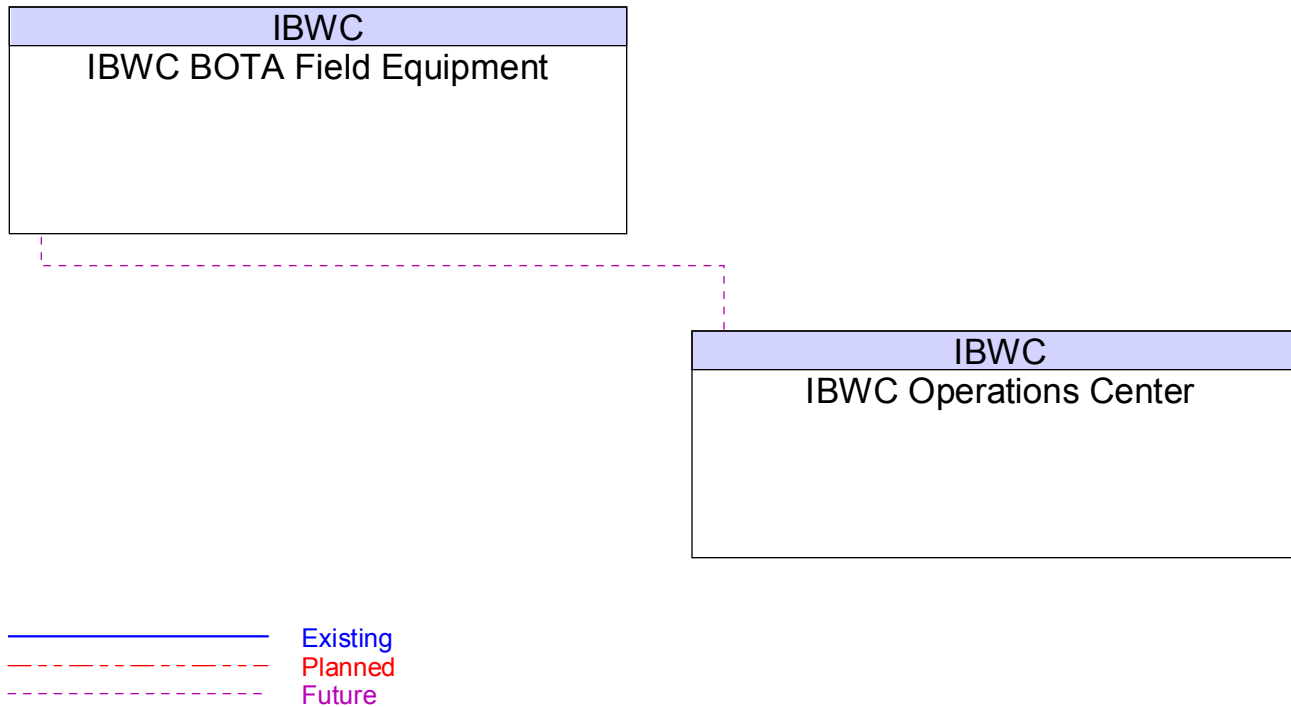 IBWC
IBWC BOTA Field Equipment
IBWC
IBWC Operations Center
Existing
Planned
Future